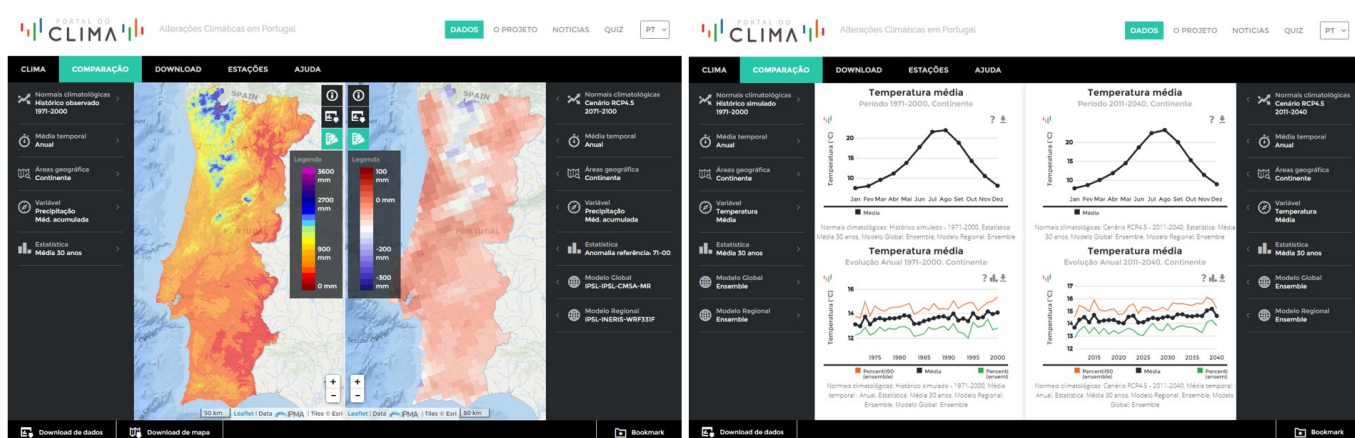 PORTAL DO
CLIMA
Alterações Climáticas em Portugal
DADOS
O PROJETO
NOTICIAS
QUIZ
PT
CLIMA
COMPARAÇÃO
DOWNLOAD
ESTAÇÕES
AJUDA
Normais climatológicas
Histórico observado
1971-2000
Média temporal
Anual
Áreas geográfica
Continente
Variável
Precipitação
Méd. acumulada
Estatística
Média 30 anos
SPAIN
PORTUGAL
Legenda
3600
mm
2700
mm
900
mm
0 mm
Legenda
100
mm
0 mm
-200
mm
-300
mm
SPAIN
PORTUGAL
+
−
+
−
50 km
Leaflet | Data IPMA | Tiles © Esri
Leaflet | Data IPMA | Tiles © Esri
50 km
Normais climatológicas
Cenário RCP4.5
2071-2100
Média temporal
Anual
Áreas geográfica
Continente
Variável
Precipitação
Méd. acumulada
Estatística
Anomalia referência: 71-00
Modelo Global
IPSL-IPSL-CM5A-MR
Modelo Regional
IPSL-INERIS-WRF331F
Download de dados
Download de mapa
Bookmark
PORTAL DO
CLIMA
Alterações Climáticas em Portugal
DADOS
O PROJETO
NOTICIAS
QUIZ
PT
CLIMA
COMPARAÇÃO
DOWNLOAD
ESTAÇÕES
AJUDA
Normais climatológicas
Histórico simulado
1971-2000
Média temporal
Anual
Áreas geográfica
Continente
Variável
Temperatura
Média
Estatística
Média 30 anos
Modelo Global
Ensemble
Modelo Regional
Ensemble
Temperatura média
Período 1971-2000, Continente
?
Temperatura [°C]
20
15
10
Jan Fev Mar Abr Mai Jun Jul Ago Set Out Nov Dez
Média
Normais climatológicas: Histórico simulado - 1971-2000, Estatística:
Média 30 anos, Modelo Global: Ensemble, Modelo Regional: Ensemble
Temperatura média
Evolução Anual 1971-2000, Continente
?
Temperatura [°C]
16
14
12
1975 1980 1985 1990 1995 2000
Percentil90
(ensemble)
Média
Percenti
(ensembl
Normais climatológicas: Histórico simulado - 1971-2000, Média
temporal : Anual, Estatística: Média 30 anos, Modelo Regional:
Ensemble, Modelo Global: Ensemble
Temperatura média
Período 2011-2040, Continente
?
Temperatura [°C]
20
15
10
Jan Fev Mar Abr Mai Jun Jul Ago Set Out Nov Dez
Média
Normais climatológicas: Cenário RCP4.5 - 2011-2040, Estatística: Média
30 anos, Modelo Global: Ensemble, Modelo Regional: Ensemble
Temperatura média
Evolução Anual 2011-2040, Continente
?
Temperatura [°C]
17
16
15
14
13
12
2015 2020 2025 2030 2035 2040
Percentil90
(ensemble)
Média
Percenti
(ensembl
Normais climatológicas: Cenário RCP4.5 - 2011-2040, Média temporal :
Anual, Estatística: Média 30 anos, Modelo Regional: Ensemble, Modelo
Global: Ensemble
Normais climatológicas
Cenário RCP4.5
2011-2040
Média temporal
Anual
Áreas geográfica
Continente
Variável
Temperatura
Média
Estatística
Média 30 anos
Modelo Global
Ensemble
Modelo Regional
Ensemble
Download de dados
Bookmark